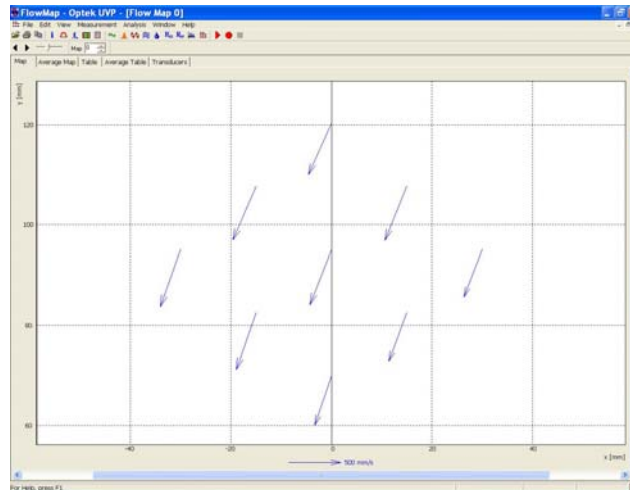 FlowMap - Optek UVP - [Flow Map 0]
File Edit View Measurement Analysis Window Help
Map 0
Map Average Map Table Average Table Transducers
y [mm]
120
100
80
60
-40 -20 0 20 40 x [mm]
500 mm/s
For Help, press F1